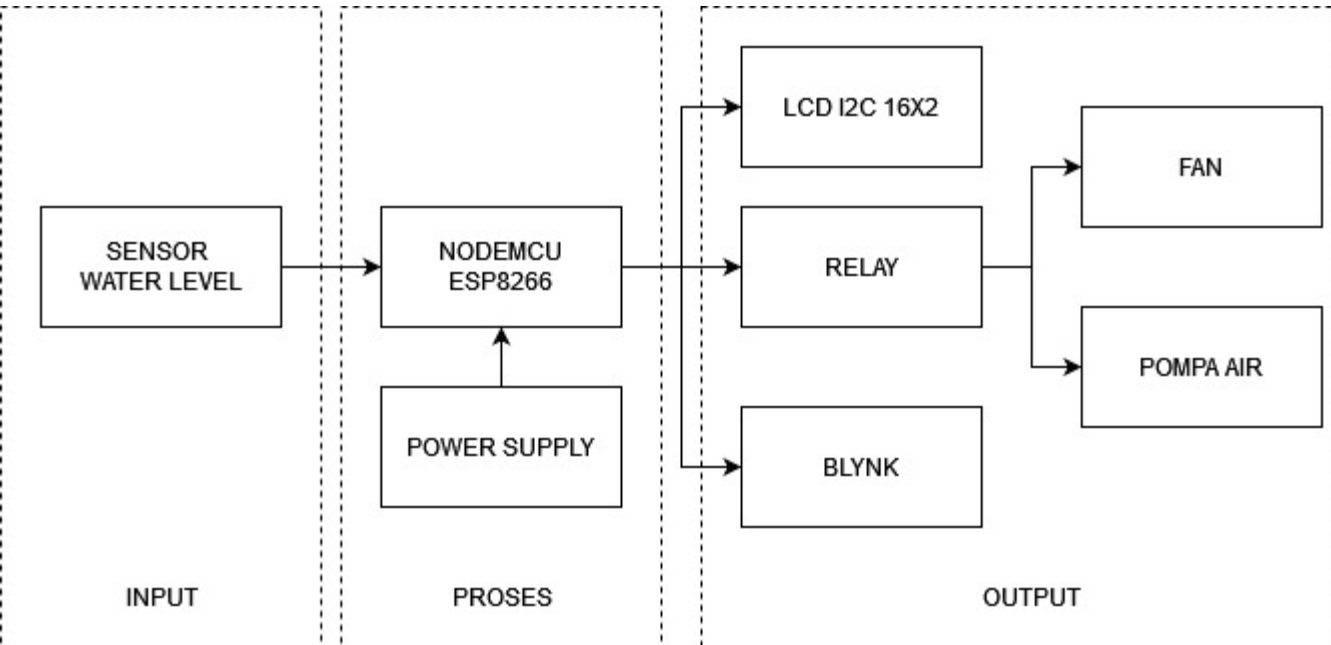 SENSOR
WATER LEVEL
INPUT
NODEMCU
ESP8266
POWER SUPPLY
PROSES
LCD I2C 16X2
RELAY
BLYNK
FAN
POMPA AIR
OUTPUT